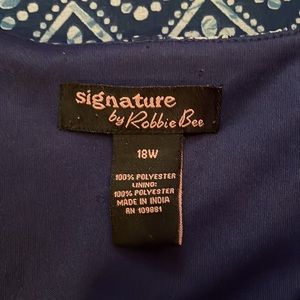 signature
by Robbie Bee
18W
100% POLYESTER
LINING:
100% POLYESTER
MADE IN INDIA
RN 109881